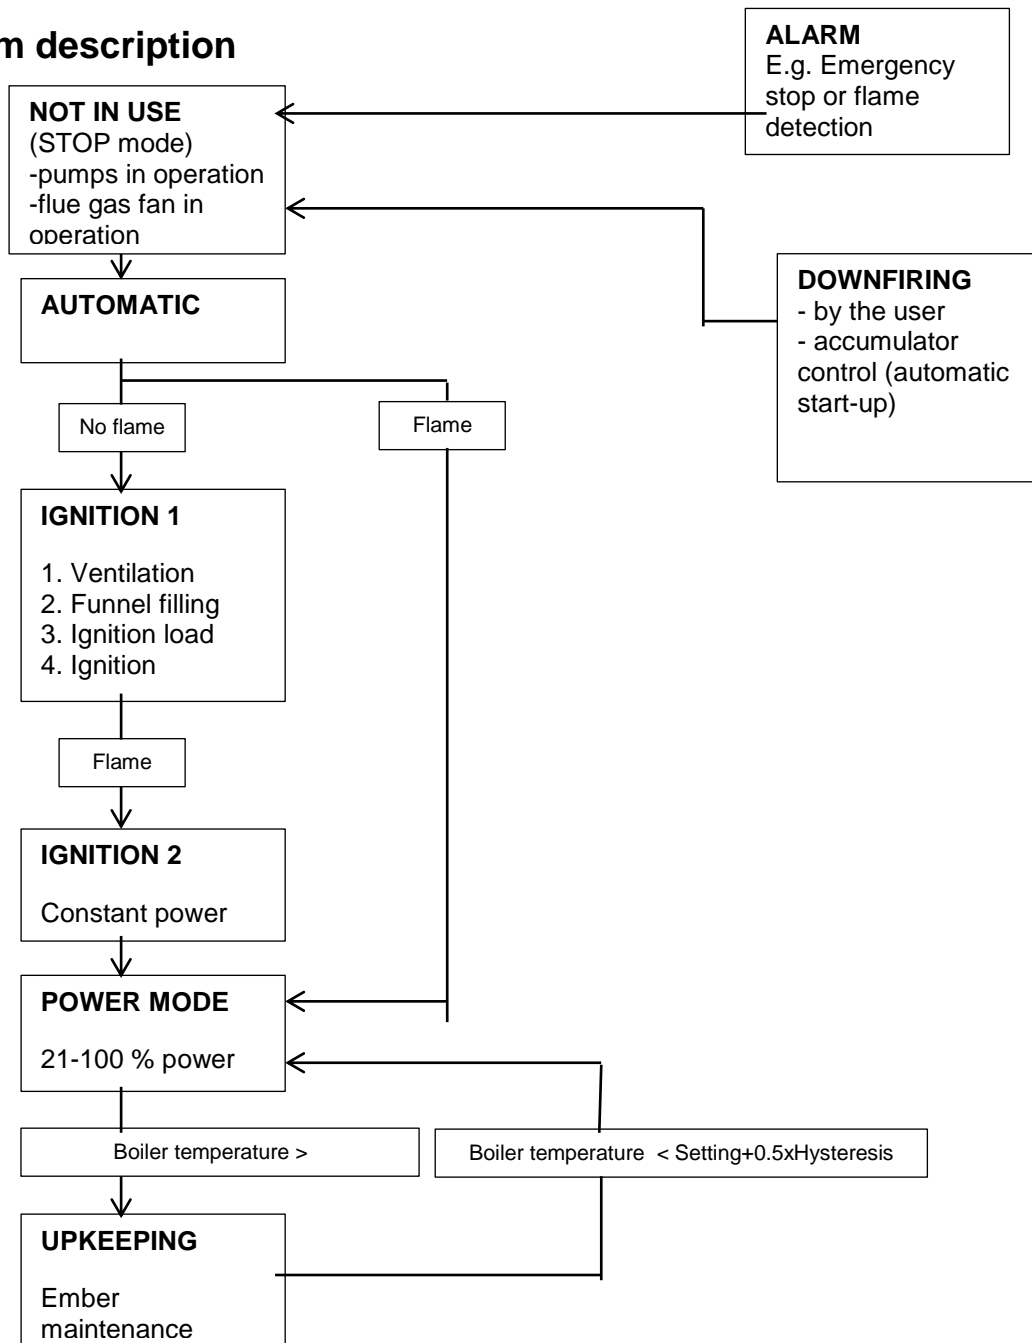 m description
ALARM
E.g. Emergency
stop or flame
detection
NOT IN USE
(STOP mode)
-pumps in operation
-flue gas fan in
operation
DOWNFIRING
- by the user
- accumulator
control (automatic
start-up)
AUTOMATIC
No flame
Flame
IGNITION 1
1. Ventilation
2. Funnel filling
3. Ignition load
4. Ignition
Flame
IGNITION 2
Constant power
POWER MODE
21-100 % power
Boiler temperature >
Boiler temperature < Setting+0.5xHysteresis
UPKEEPING
Ember
maintenance